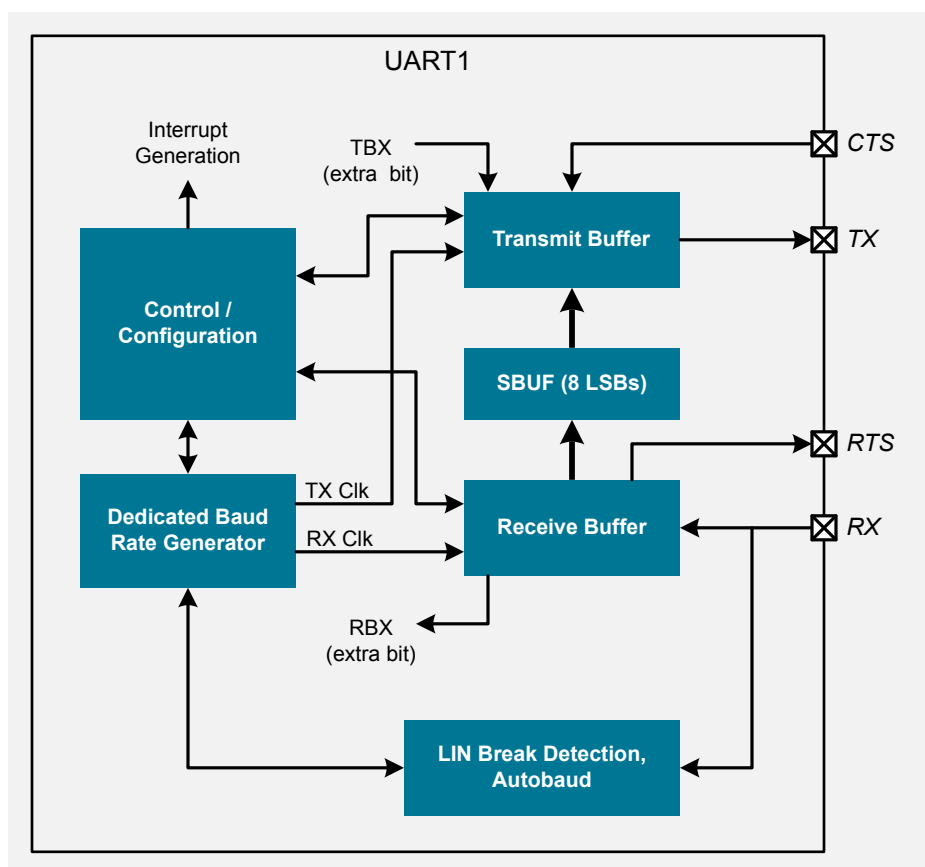 UART1
Interrupt
Generation
TBX
(extra bit)
CTS
Transmit Buffer
TX
Control /
Configuration
SBUF (8 LSBs)
RTS
TX Clk
Dedicated Baud
Rate Generator
RX Clk
Receive Buffer
RX
RBX
(extra bit)
LIN Break Detection,
Autobaud